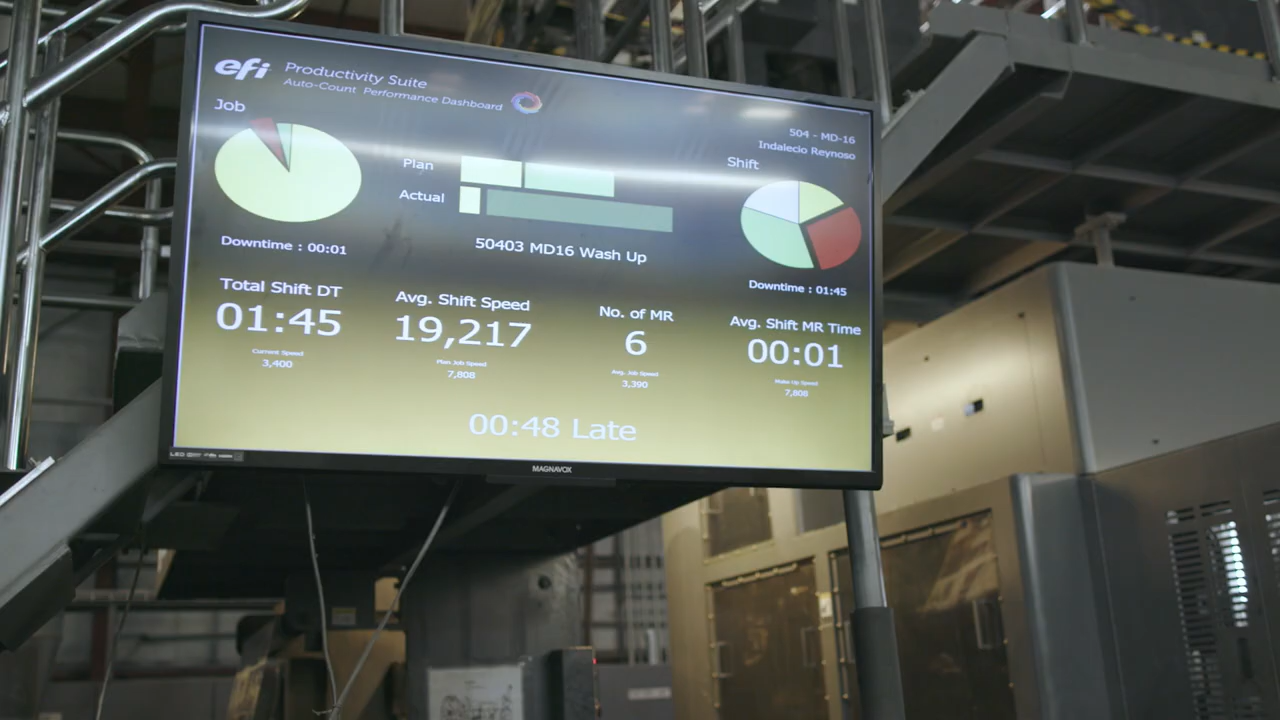 efi Productivity Suite
Auto-Count Performance Dashboard
504 - MD-16
Indalecio Reynoso
Job
Downtime : 00:01
Plan
Actual
50403 MD16 Wash Up
Shift
Downtime : 01:45
Total Shift DT
01:45
Current Speed
3,400
Avg. Shift Speed
19,217
Plan Job Speed
7,808
No. of MR
6
Avg. Job Speed
3,390
Avg. Shift MR Time
00:01
Make Up Speed
7,808
00:48 Late
MAGNAVOX